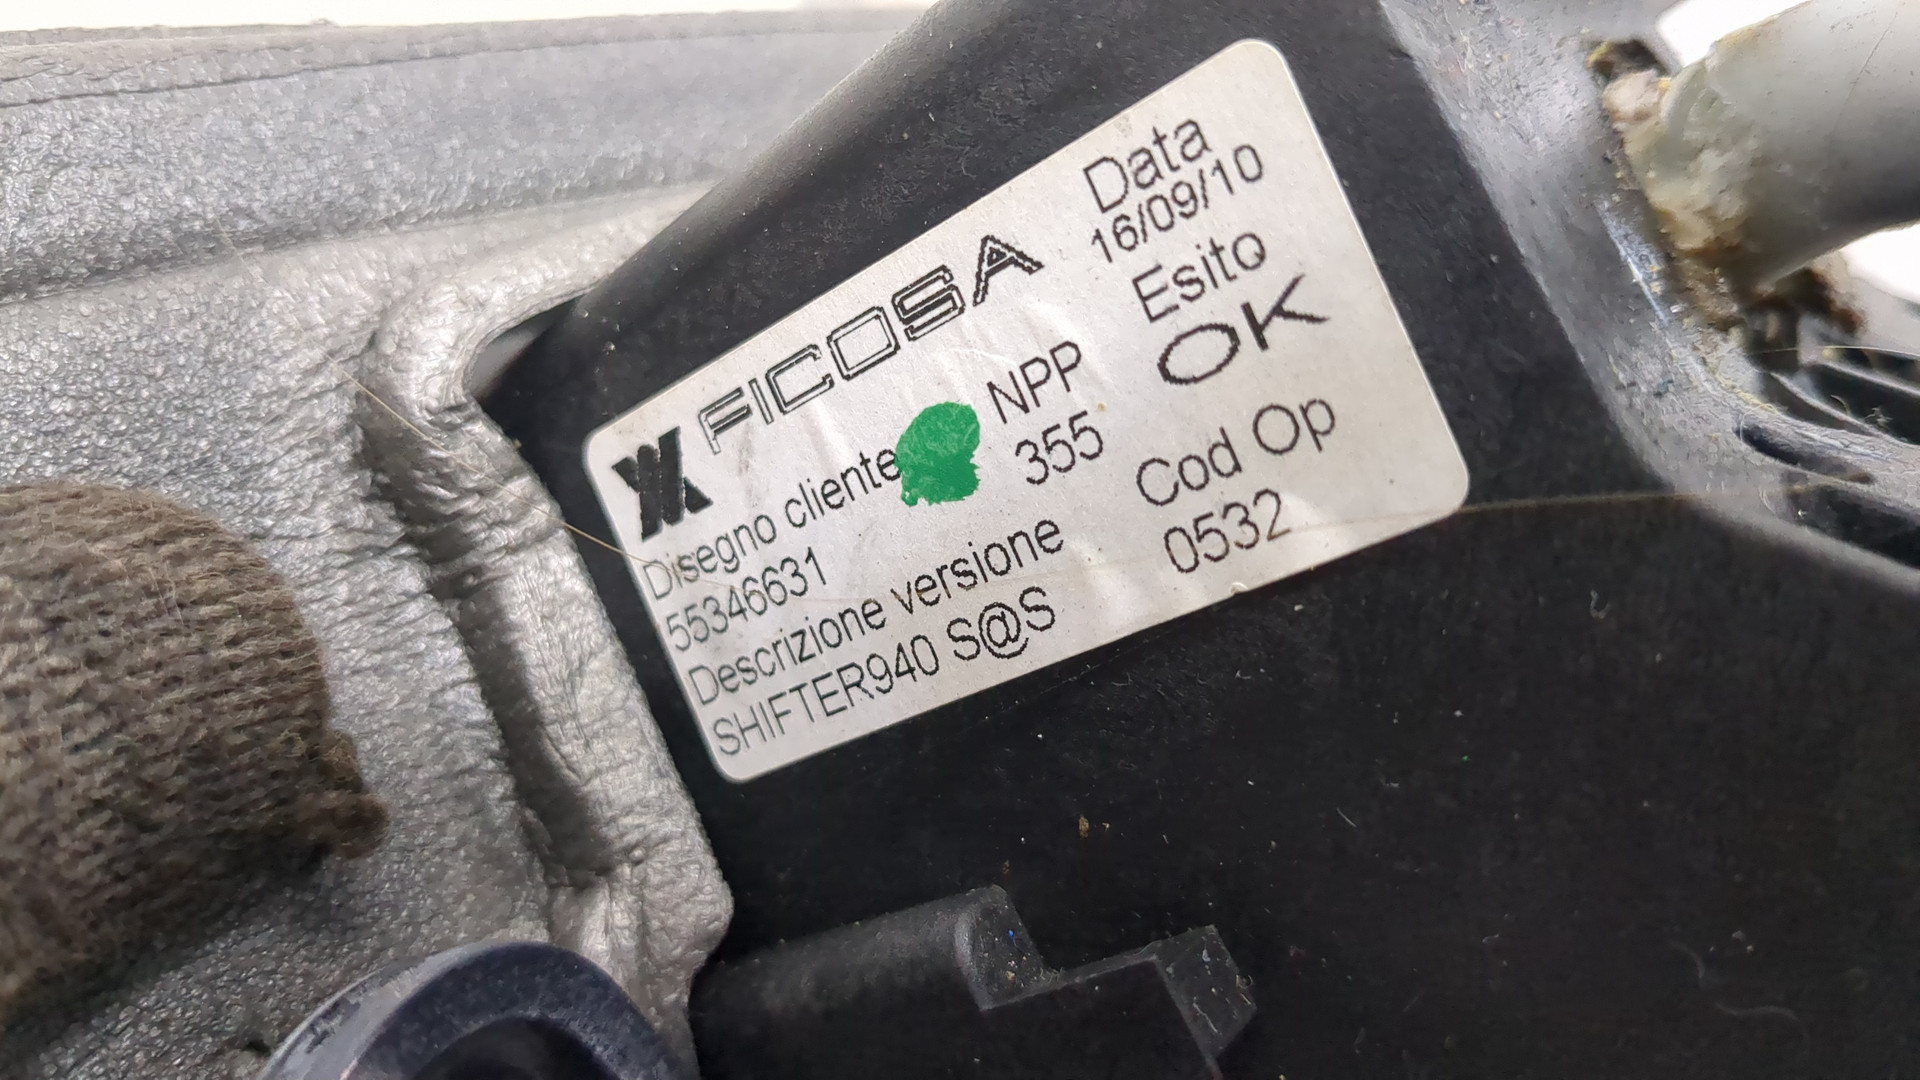 FICOSA
Data
16/09/10
Disegno cliente
55346631
NPP
355
Esito
OK
Descrizione versione
SHIFTER940 S@S
Cod Op
0532